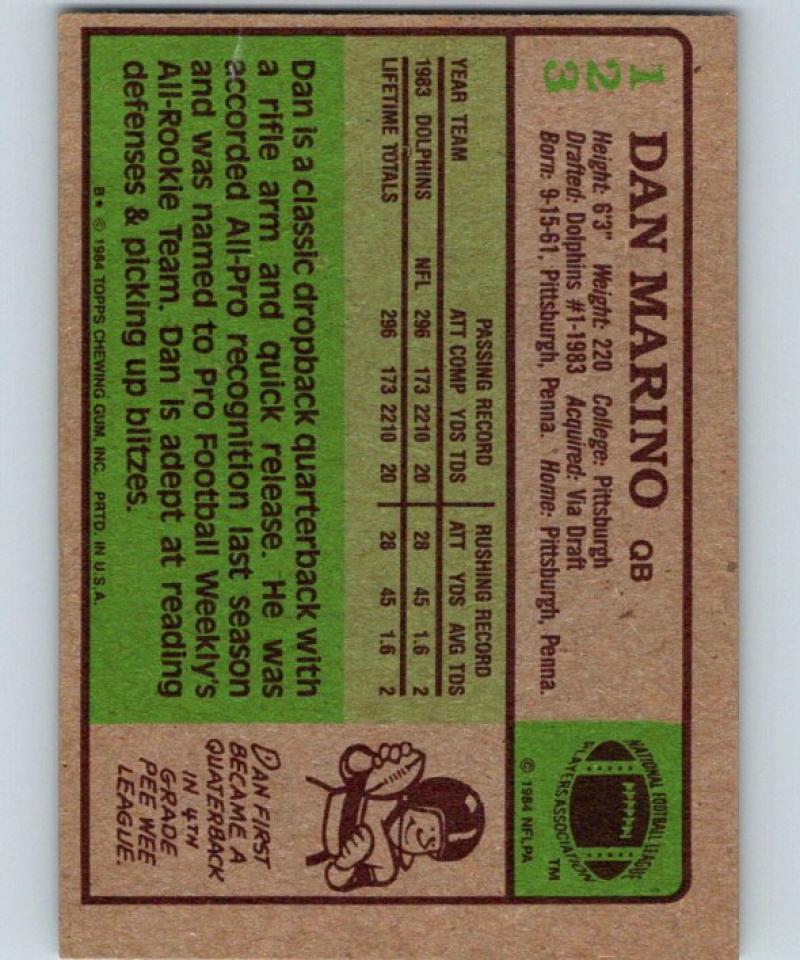 123
DAN MARINO QB
Height: 6'3" Weight: 220 College: Pittsburgh
Drafted: Dolphins #1-1983 Acquired: Via Draft
Born: 9-15-61, Pittsburgh, Penna. Home: Pittsburgh, Penna.
NATIONAL FOOTBALL LEAGUE
PLAYERS ASSOCIATION
TM
© 1984 NFLPA
PASSING RECORD RUSHING RECORD
YEAR TEAM ATT COMP YDS TDS ATT YDS AVG TDS
1983 DOLPHINS NFL 296 173 2210 20 28 45 1.6 2
LIFETIME TOTALS 296 173 2210 20 28 45 1.6 2
Dan is a classic dropback quarterback with
a rifle arm and quick release. He was
accorded All-Pro recognition last season
and was named to Pro Football Weekly's
All-Rookie Team. Dan is adept at reading
defenses & picking up blitzes.
DAN FIRST
BECAME A
QUATERBACK
IN 4TH
GRADE
PEE WEE
LEAGUE.
B* © 1984 TOPPS CHEWING GUM, INC. PRTD. IN U.S.A.